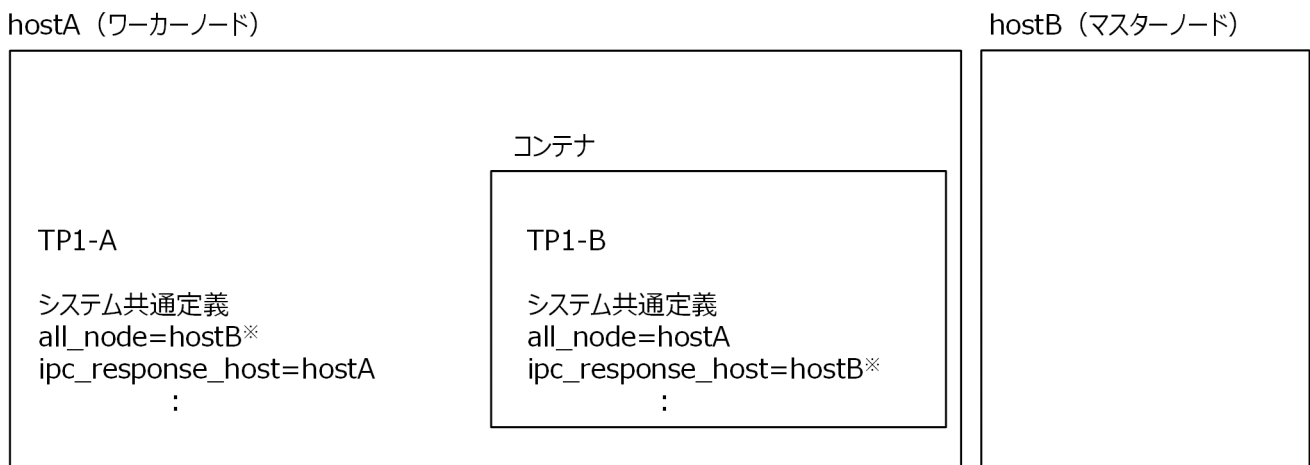 hostA（ワーカーノード）
hostB（マスターノード）
コンテナ
TP1-A
システム共通定義
all_node=hostB※
ipc_response_host=hostA
：
TP1-B
システム共通定義
all_node=hostA
ipc_response_host=hostB※
：